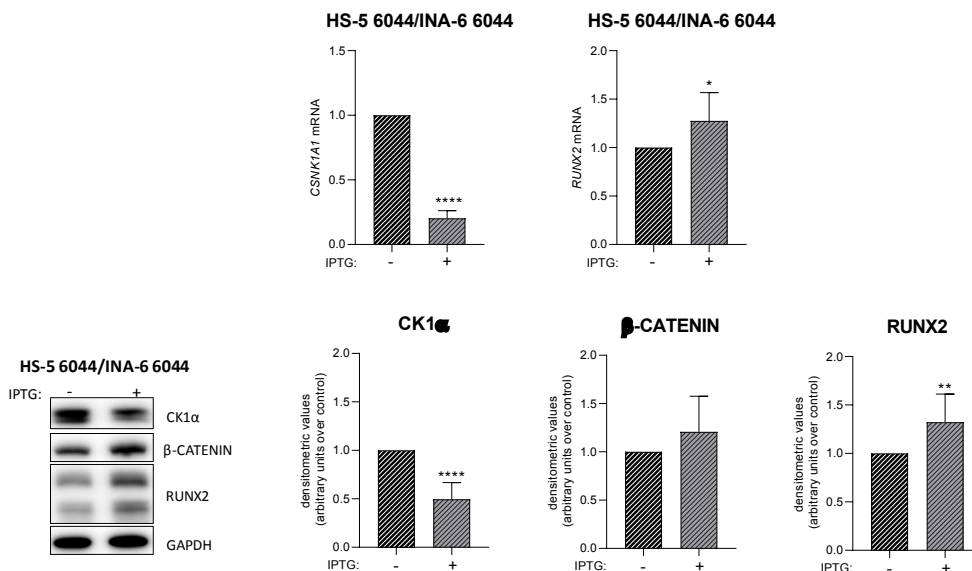 HS-5 6044/INA-6 6044
CSNK1A1 mRNA
1.5
1.0
0.5
0.0
****
IPTG: - +
HS-5 6044/INA-6 6044
RUNX2 mRNA
2.0
1.5
1.0
0.5
0.0
*
IPTG: - +
HS-5 6044/INA-6 6044
IPTG: - +
CK1α
β-CATENIN
RUNX2
GAPDH
CK1α
densitometric values
(arbitrary units over control)
2.0
1.5
1.0
0.5
0.0
****
IPTG: - +
β-CATENIN
densitometric values
(arbitrary units over control)
2.0
1.5
1.0
0.5
0.0
IPTG: - +
RUNX2
densitometric values
(arbitrary units over control)
2.0
1.5
1.0
0.5
0.0
**
IPTG: - +